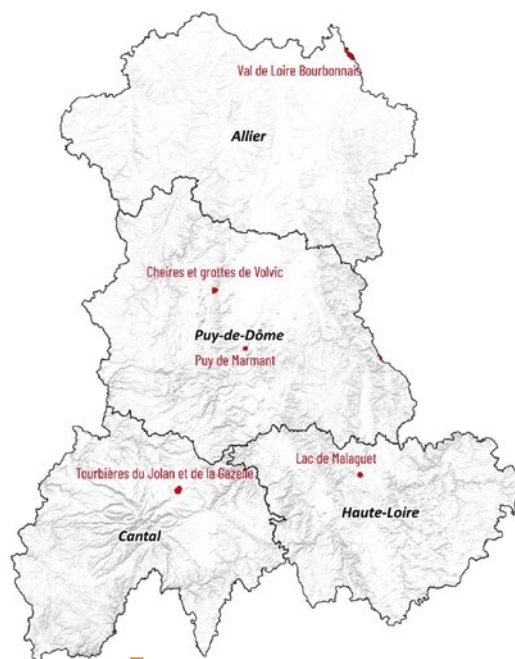 Val de Loire Bourbonnais
Allier
Cheires et grottes de Volvic
Puy-de-Dôme
Puy de Marmant
Tourbières du Jolan et de la Gazelle
Lac de Malaguet
Haute-Loire
Cantal